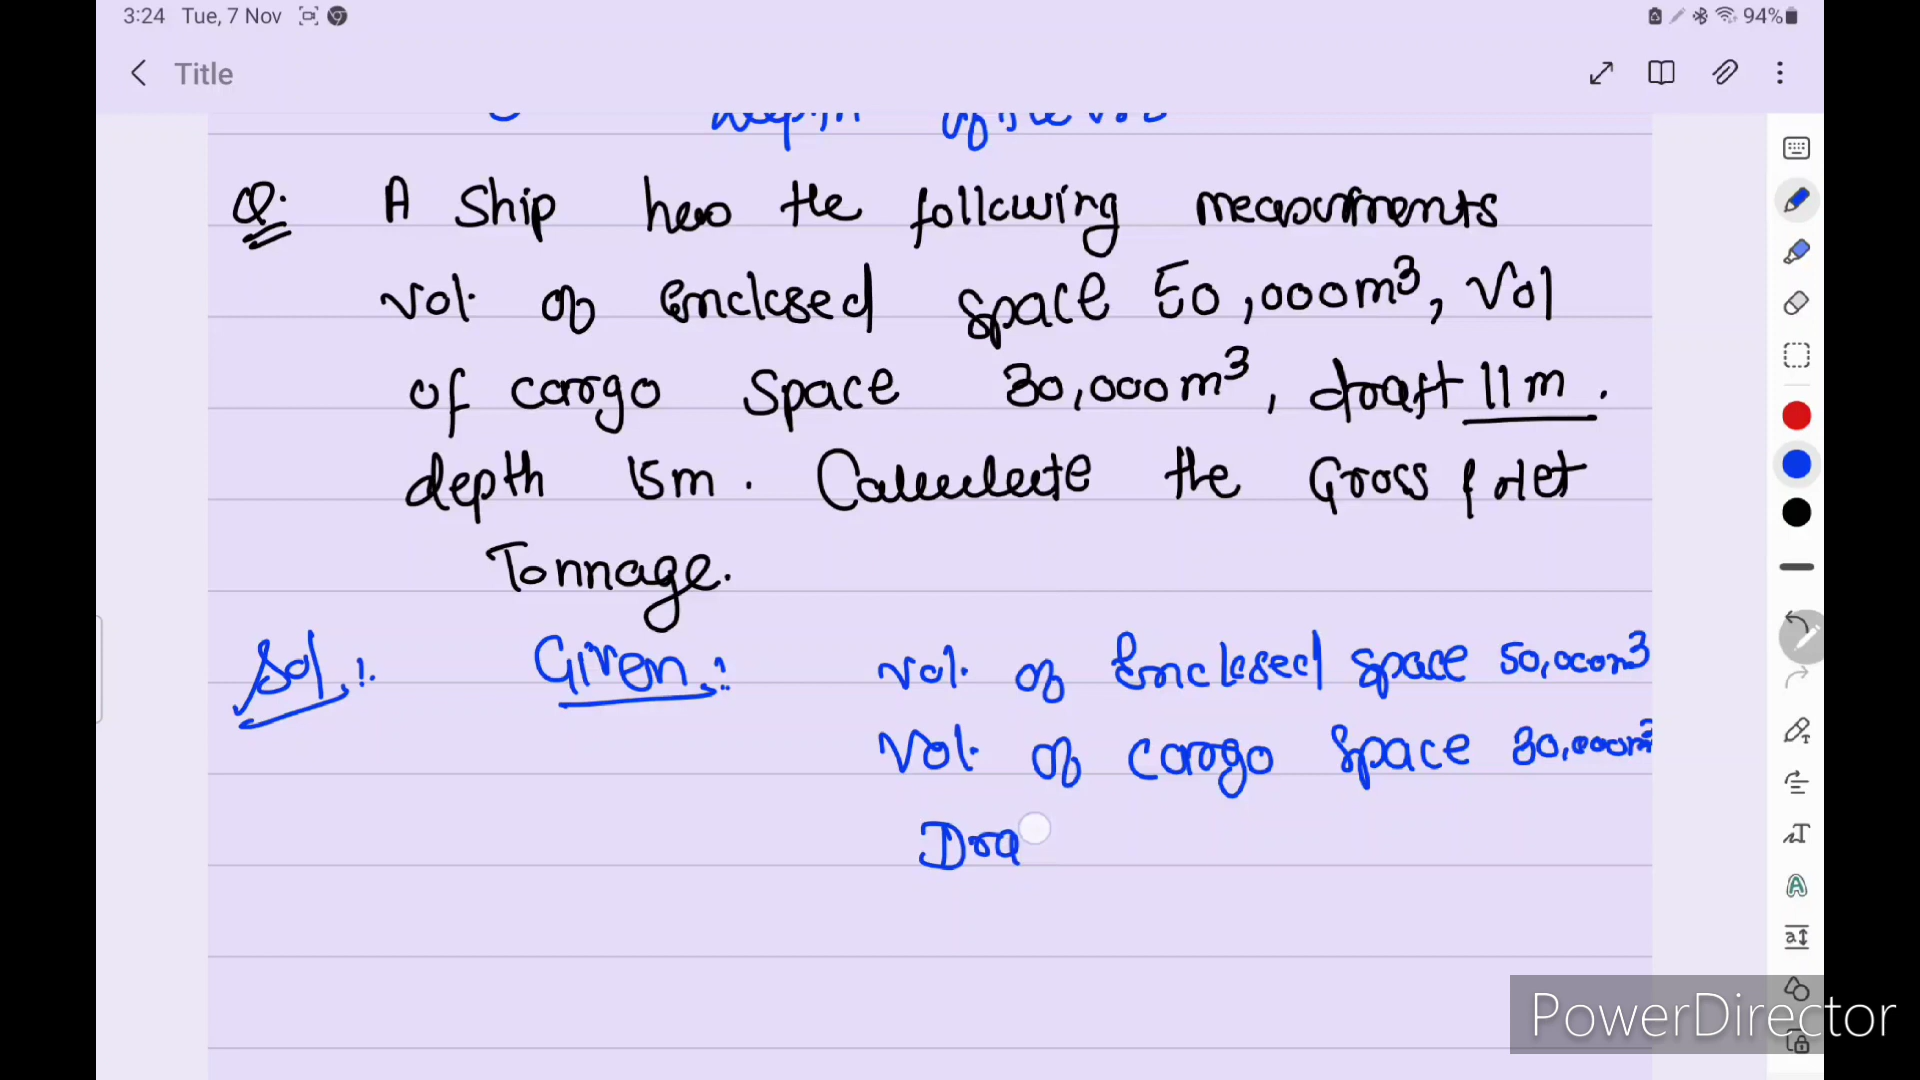 3:24 Tue, 7 Nov 94%
Title
depth
Q. A Ship has the following measurments
Vol. of Enclosed space 50,000m³, Vol
of cargo space 30,000m³, draft 11m.
depth 15m. Calculate the Gross & Net
Tonnage.
Sol:. Given:. Vol. of Enclosed space 50,000m³
Vol. of cargo space 30,000m³
Dra
PowerDirector